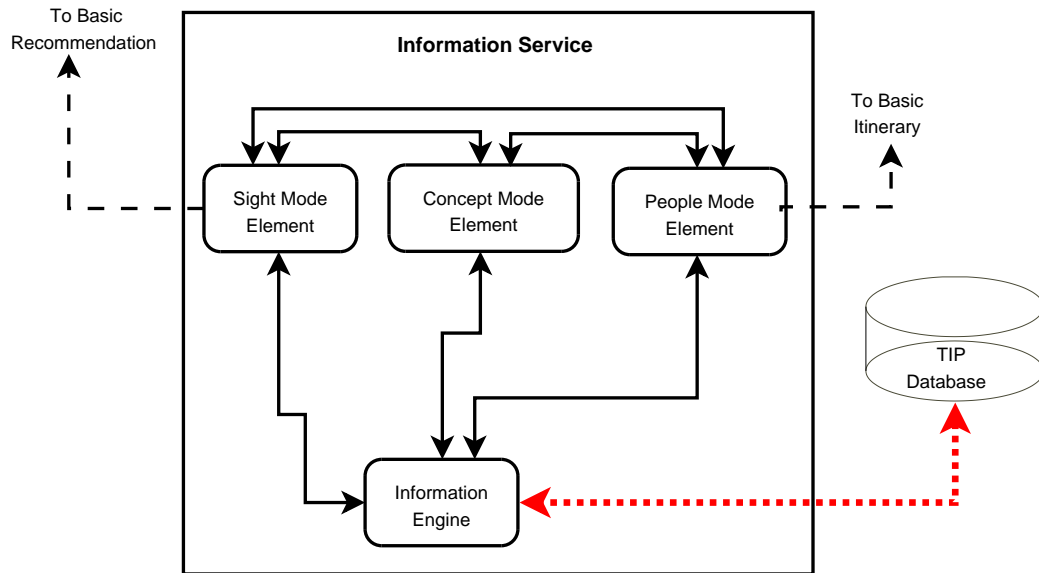 To Basic
Recommendation
Information Service
To Basic
Itinerary
Sight Mode
Element
Concept Mode
Element
People Mode
Element
TIP
Database
Information
Engine